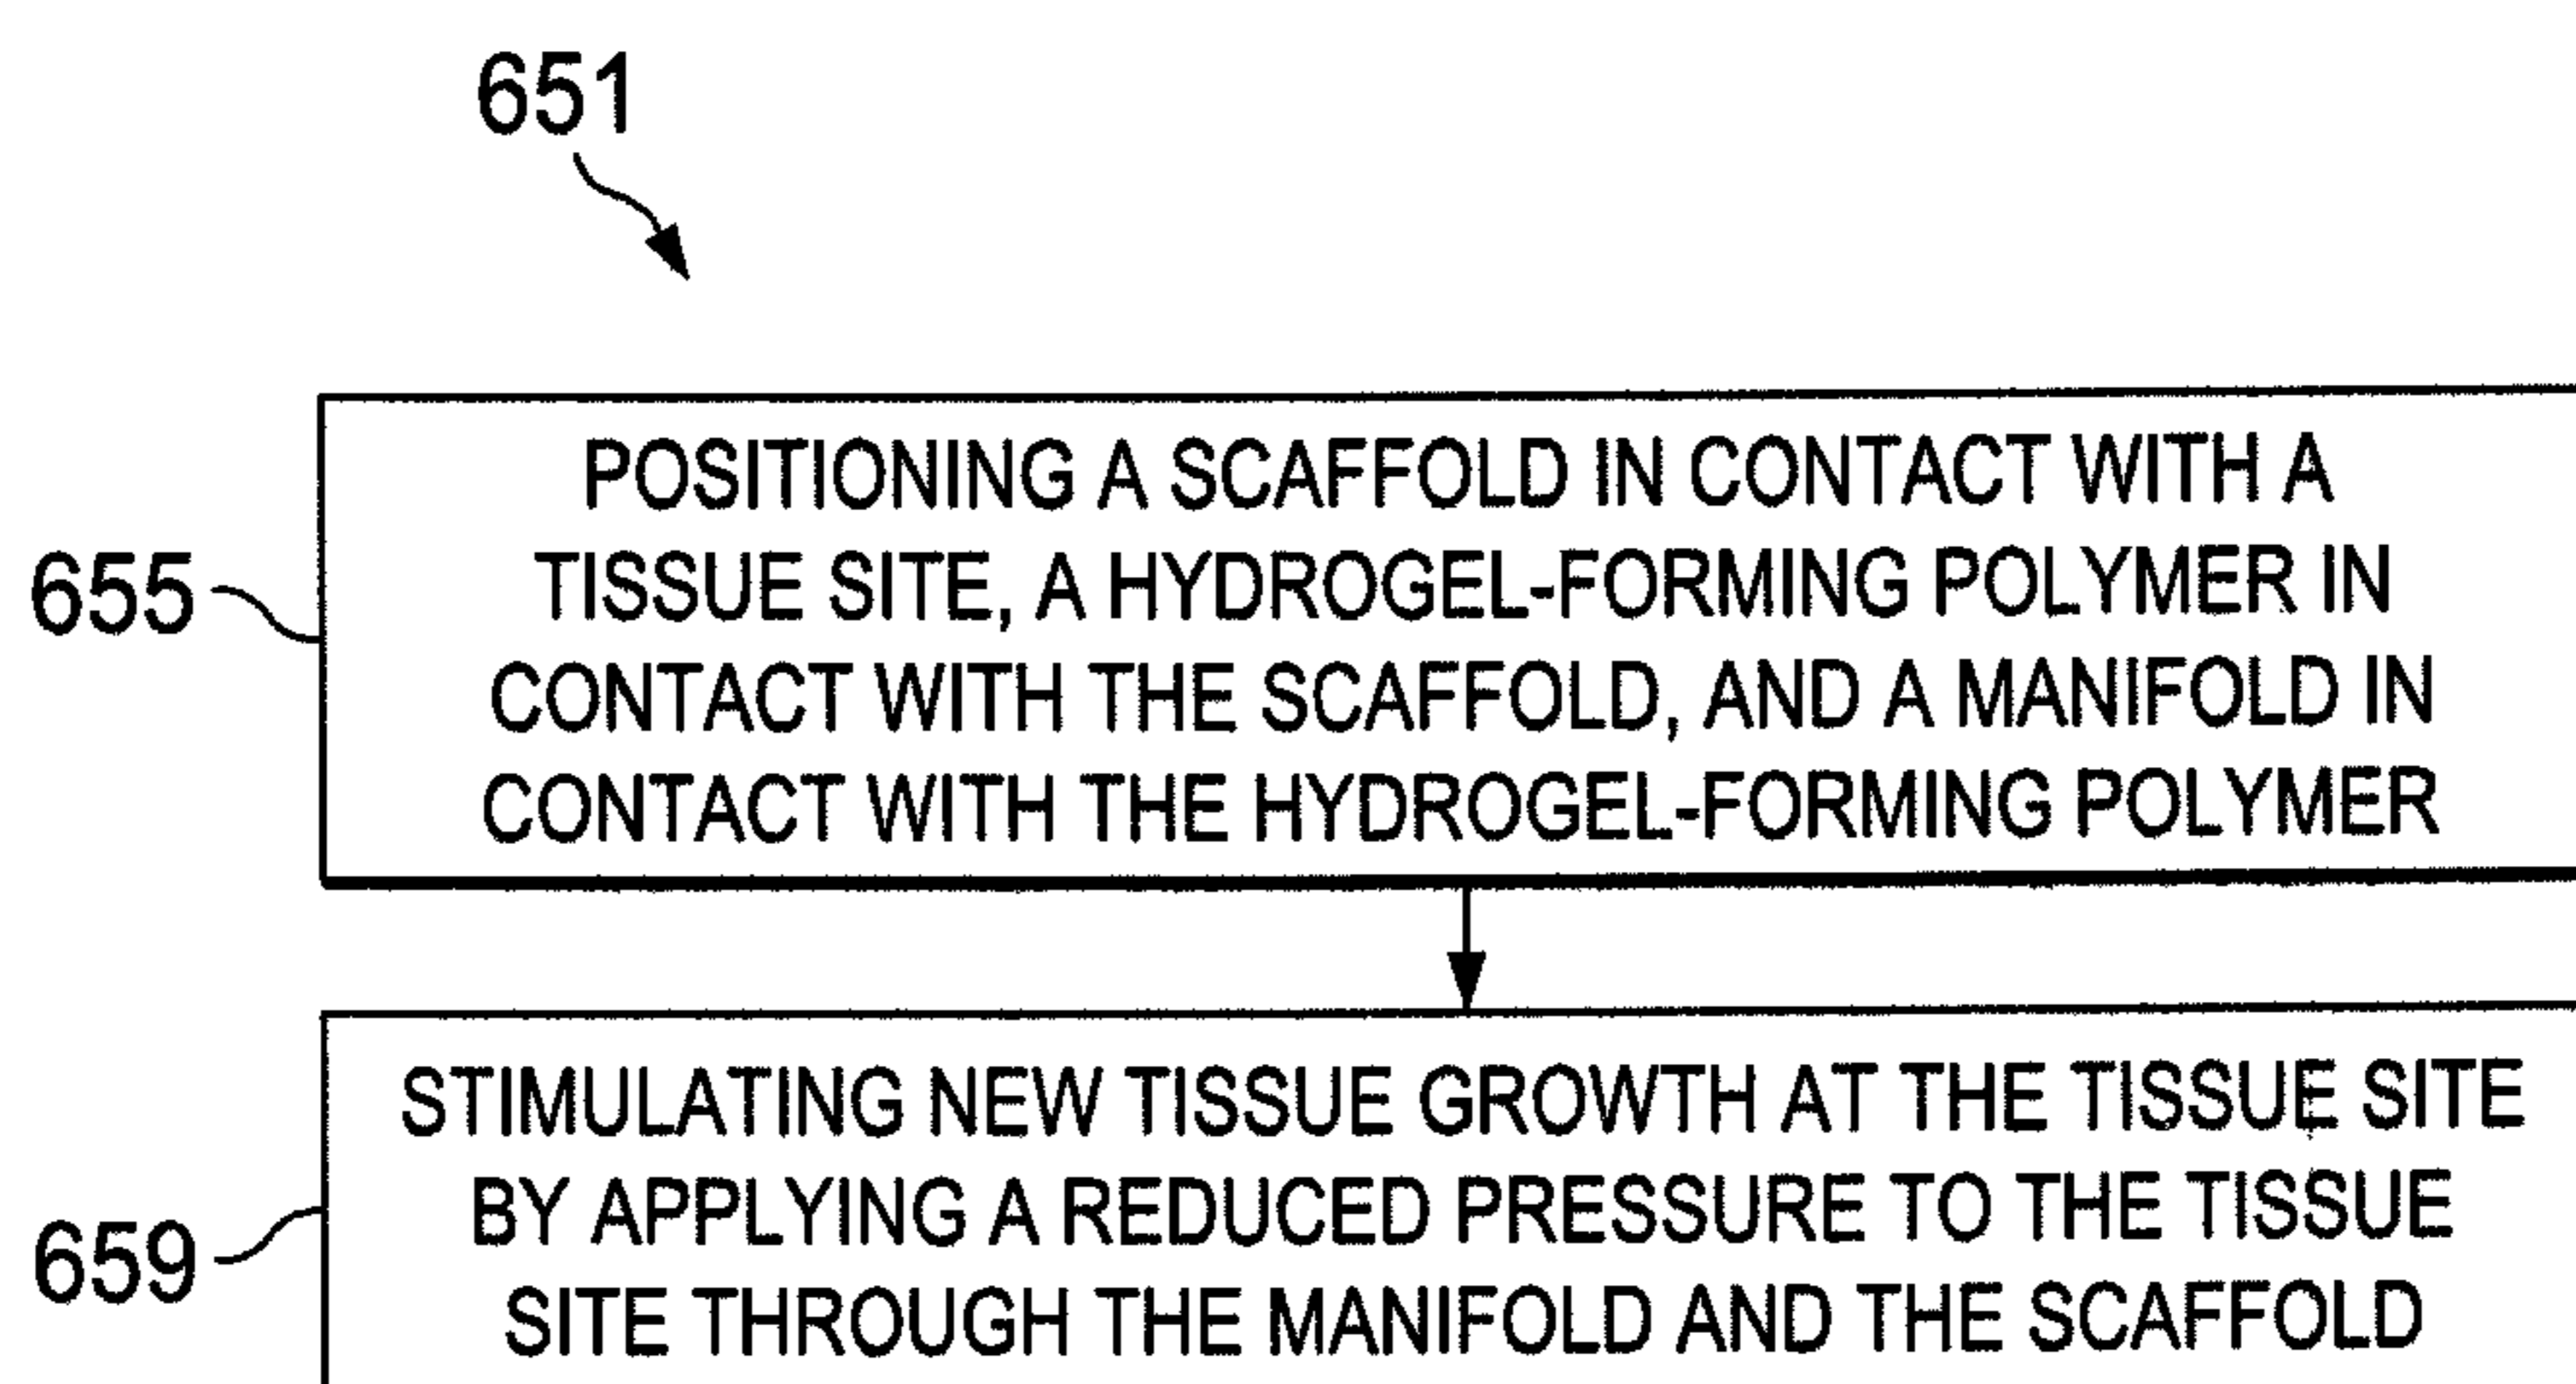 651
655
POSITIONING A SCAFFOLD IN CONTACT WITH A
TISSUE SITE, A HYDROGEL-FORMING POLYMER IN
CONTACT WITH THE SCAFFOLD, AND A MANIFOLD IN
CONTACT WITH THE HYDROGEL-FORMING POLYMER
659
STIMULATING NEW TISSUE GROWTH AT THE TISSUE SITE
BY APPLYING A REDUCED PRESSURE TO THE TISSUE
SITE THROUGH THE MANIFOLD AND THE SCAFFOLD